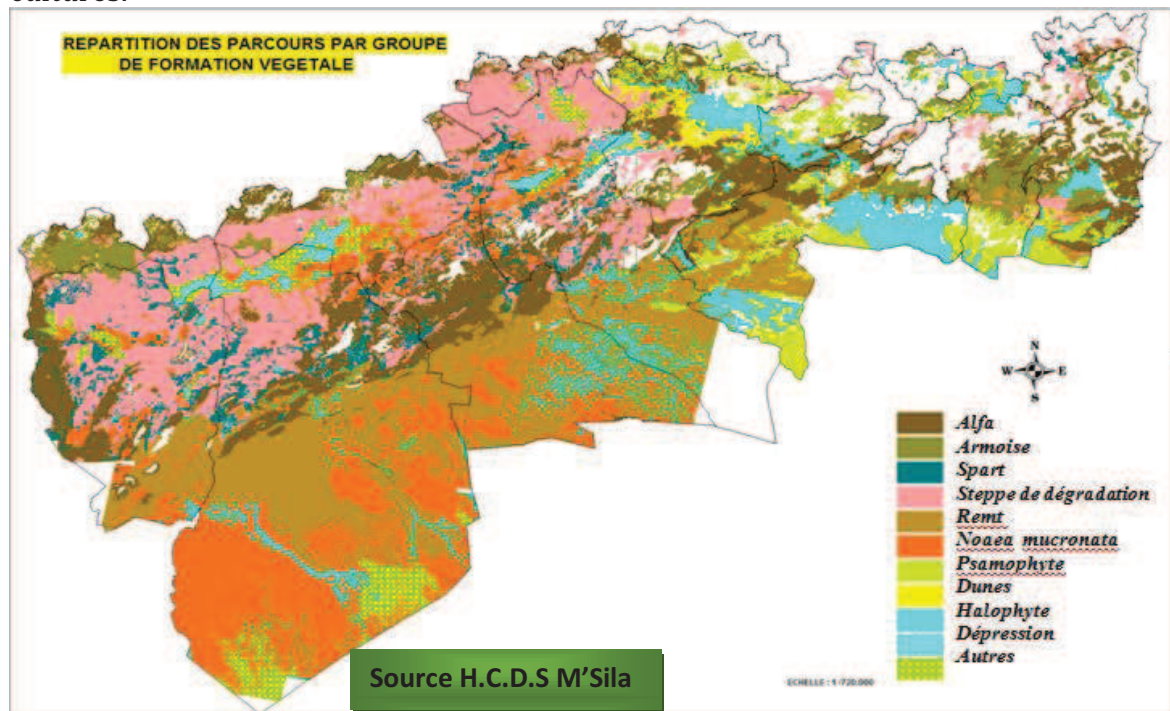 REPARTITION DES PARCOURS PAR GROUPE
DE FORMATION VEGETALE
N
W E
S
Alfa
Armoise
Spart
Steppe de dégradation
Remt
Noaea mucronata
Psamophyte
Dunes
Halophyte
Dépression
Autres
Source H.C.D.S M'Sila
ECHELLE : 1/720.000